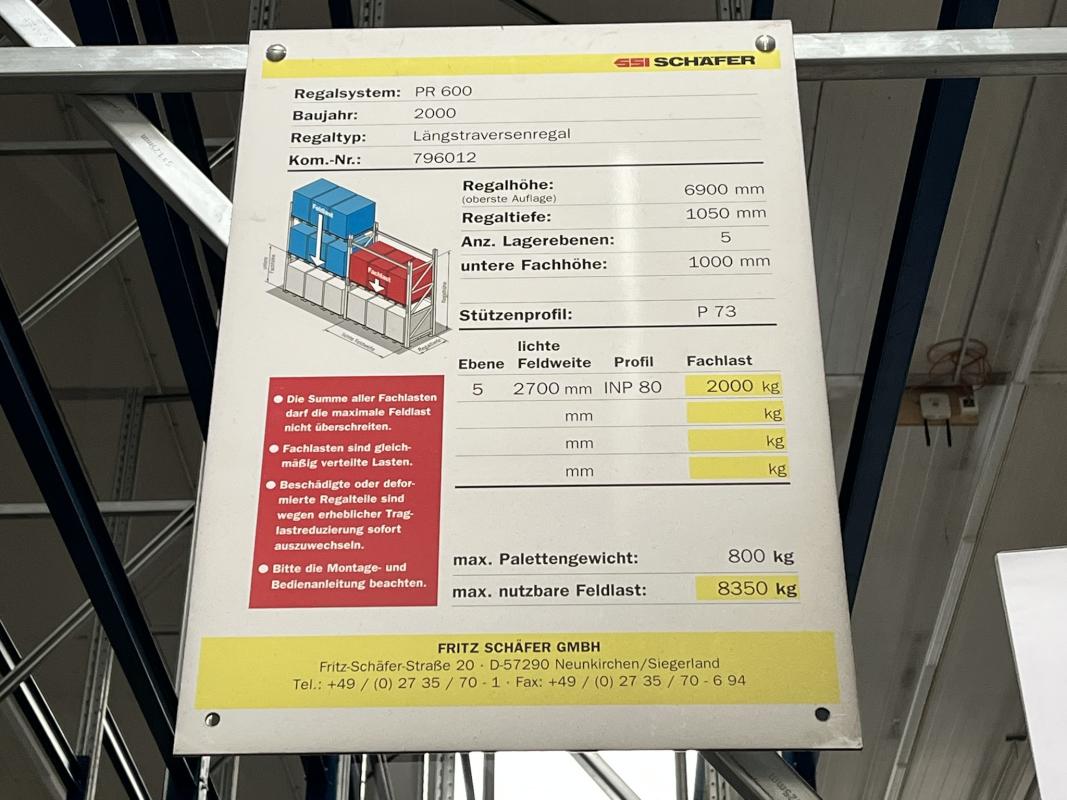 SSI SCHÄFER
Regalsystem: PR 600
Baujahr: 2000
Regaltyp: Längstraversenregal
Kom.-Nr.: 796012
Regalhöhe: 6900 mm
(oberste Auflage)
Regaltiefe: 1050 mm
Anz. Lagerebenen: 5
untere Fachhöhe: 1000 mm
Stützenprofil: P 73
Feldlast
Fachlast
untere
Fachhöhe
Regalhöhe
lichte Feldweite
Regaltiefe
lichte
Ebene Feldweite Profil Fachlast
5 2700 mm INP 80 2000 kg
mm kg
mm kg
mm kg
● Die Summe aller Fachlasten
darf die maximale Feldlast
nicht überschreiten.
● Fachlasten sind gleich-
mäßig verteilte Lasten.
● Beschädigte oder defor-
mierte Regalteile sind
wegen erheblicher Trag-
lastreduzierung sofort
auszuwechseln.
● Bitte die Montage- und
Bedienanleitung beachten.
max. Palettengewicht: 800 kg
max. nutzbare Feldlast: 8350 kg
FRITZ SCHÄFER GMBH
Fritz-Schäfer-Straße 20 · D-57290 Neunkirchen/Siegerland
Tel.: +49 / (0) 27 35 / 70 - 1 · Fax: +49 / (0) 27 35 / 70 - 6 94